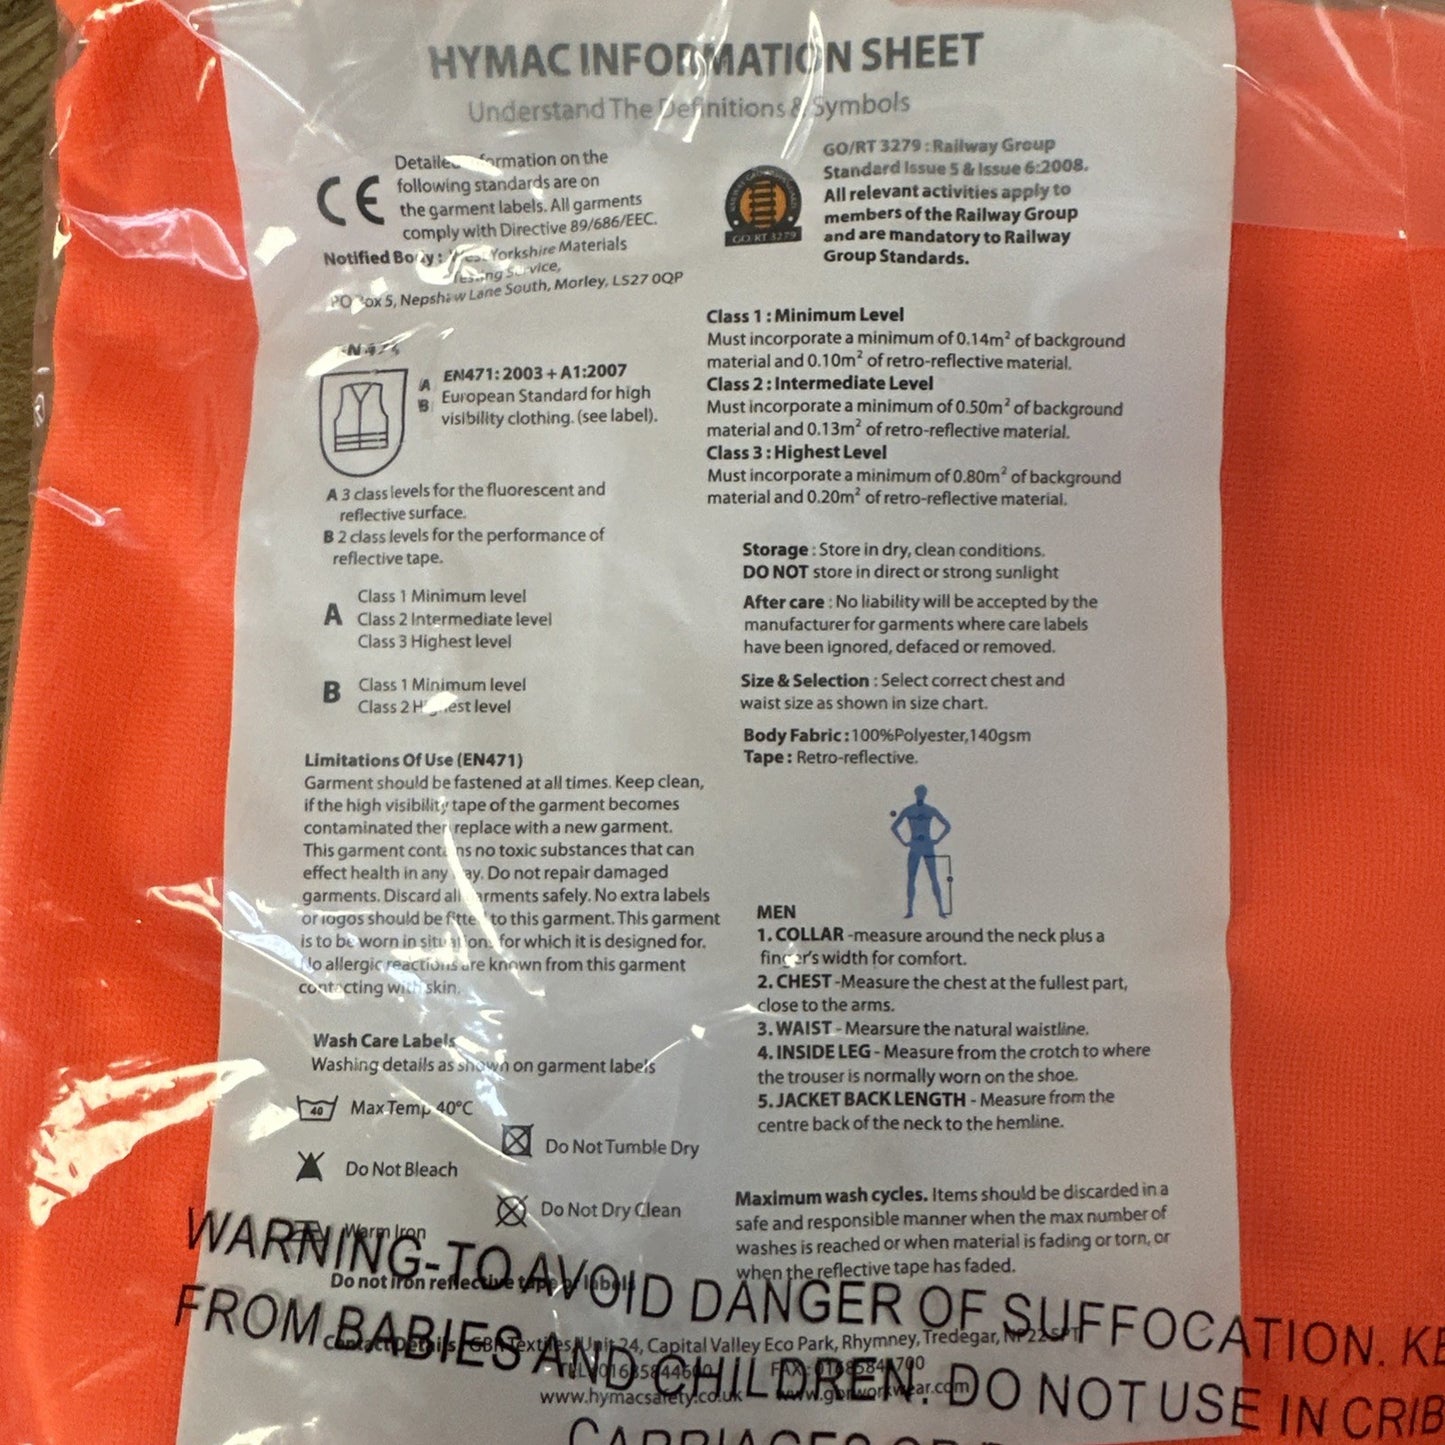 HYMAC INFORMATION SHEET
Understand The Definitions & Symbols
CE
Detailed information on the
following standards are on
the garment labels. All garments
comply with Directive 89/686/EEC.
Notified Body: West Yorkshire Materials
Testing Service,
PO Box 5, Nepshaw Lane South, Morley, LS27 0QP
EN 471
A
B
EN471: 2003 + A1:2007
European Standard for high
visibility clothing. (see label).
A 3 class levels for the fluorescent and
reflective surface.
B 2 class levels for the performance of
reflective tape.
A
Class 1 Minimum level
Class 2 Intermediate level
Class 3 Highest level
B
Class 1 Minimum level
Class 2 Highest level
Limitations Of Use (EN471)
Garment should be fastened at all times. Keep clean,
if the high visibility tape of the garment becomes
contaminated then replace with a new garment.
This garment contains no toxic substances that can
effect health in any way. Do not repair damaged
garments. Discard all garments safely. No extra labels
or logos should be fitted to this garment. This garment
is to be worn in situations for which it is designed for.
No allergic reactions are known from this garment
contacting with skin.
Wash Care Labels
Washing details as shown on garment labels
40 Max Temp 40°C
Do Not Tumble Dry
Do Not Bleach
Do Not Dry Clean
Warm Iron
Do not iron reflective tape or labels
GO/RT 3279
GO/RT 3279 : Railway Group
Standard Issue 5 & Issue 6:2008.
All relevant activities apply to
members of the Railway Group
and are mandatory to Railway
Group Standards.
Class 1 : Minimum Level
Must incorporate a minimum of 0.14m² of background
material and 0.10m² of retro-reflective material.
Class 2 : Intermediate Level
Must incorporate a minimum of 0.50m² of background
material and 0.13m² of retro-reflective material.
Class 3 : Highest Level
Must incorporate a minimum of 0.80m² of background
material and 0.20m² of retro-reflective material.
Storage : Store in dry, clean conditions.
DO NOT store in direct or strong sunlight
After care : No liability will be accepted by the
manufacturer for garments where care labels
have been ignored, defaced or removed.
Size & Selection : Select correct chest and
waist size as shown in size chart.
Body Fabric : 100%Polyester,140gsm
Tape : Retro-reflective.
MEN
1. COLLAR -measure around the neck plus a
finger's width for comfort.
2. CHEST -Measure the chest at the fullest part,
close to the arms.
3. WAIST - Mearsure the natural waistline.
4. INSIDE LEG - Measure from the crotch to where
the trouser is normally worn on the shoe.
5. JACKET BACK LENGTH - Measure from the
centre back of the neck to the hemline.
Maximum wash cycles. Items should be discarded in a
safe and responsible manner when the max number of
washes is reached or when material is fading or torn, or
when the reflective tape has faded.
Contact Details: GBR Textiles, Unit 24, Capital Valley Eco Park, Rhymney, Tredegar,
www.hymacsafety.co.uk
WARNING-TO AVOID DANGER OF SUFFOCATION. KE
FROM BABIES AND CHILDREN. DO NOT USE IN CRIB